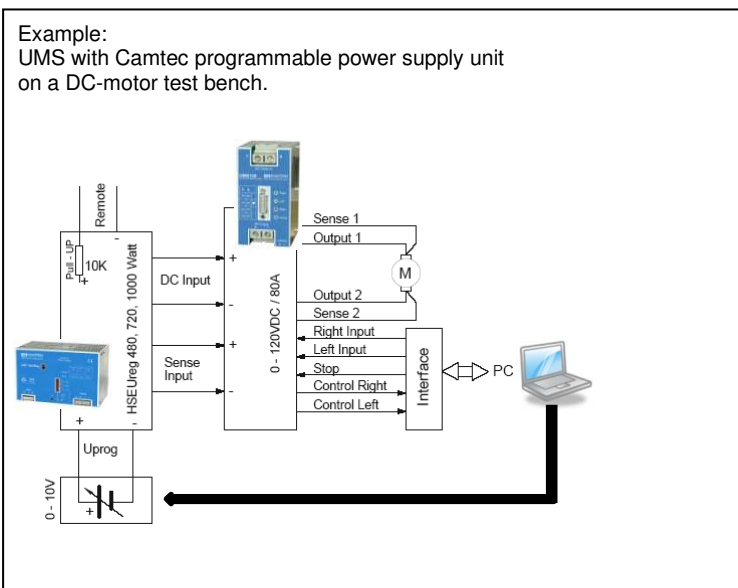 Example:
UMS with Camtec programmable power supply unit
on a DC-motor test bench.
Remote
-
Pull - UP
10K
+
HSEUreg 480, 720, 1000 Watt
DC Input
+
-
Sense
Input
+
-
0 - 120VDC / 80A
Sense 1
Output 1
M
Output 2
Sense 2
Right Input
Left Input
Stop
Control Right
Control Left
Interface
PC
+ -
Uprog
0 - 10V
+